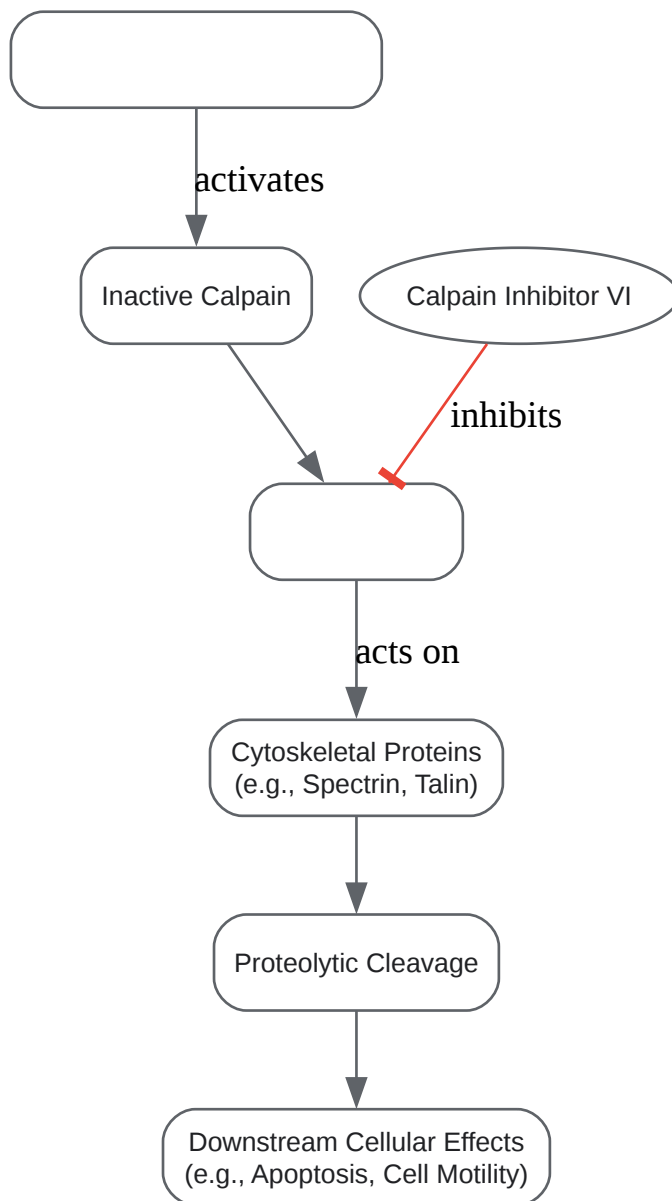 activates
Inactive Calpain
Calpain Inhibitor VI
inhibits
acts on
Cytoskeletal Proteins
(e.g., Spectrin, Talin)
Proteolytic Cleavage
Downstream Cellular Effects
(e.g., Apoptosis, Cell Motility)